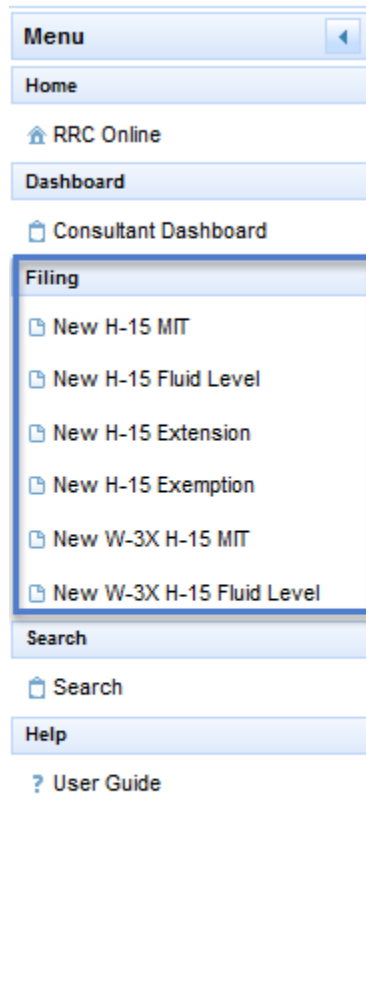 Menu
Home
RRC Online
Dashboard
Consultant Dashboard
Filing
New H-15 MIT
New H-15 Fluid Level
New H-15 Extension
New H-15 Exemption
New W-3X H-15 MIT
New W-3X H-15 Fluid Level
Search
Search
Help
? User Guide